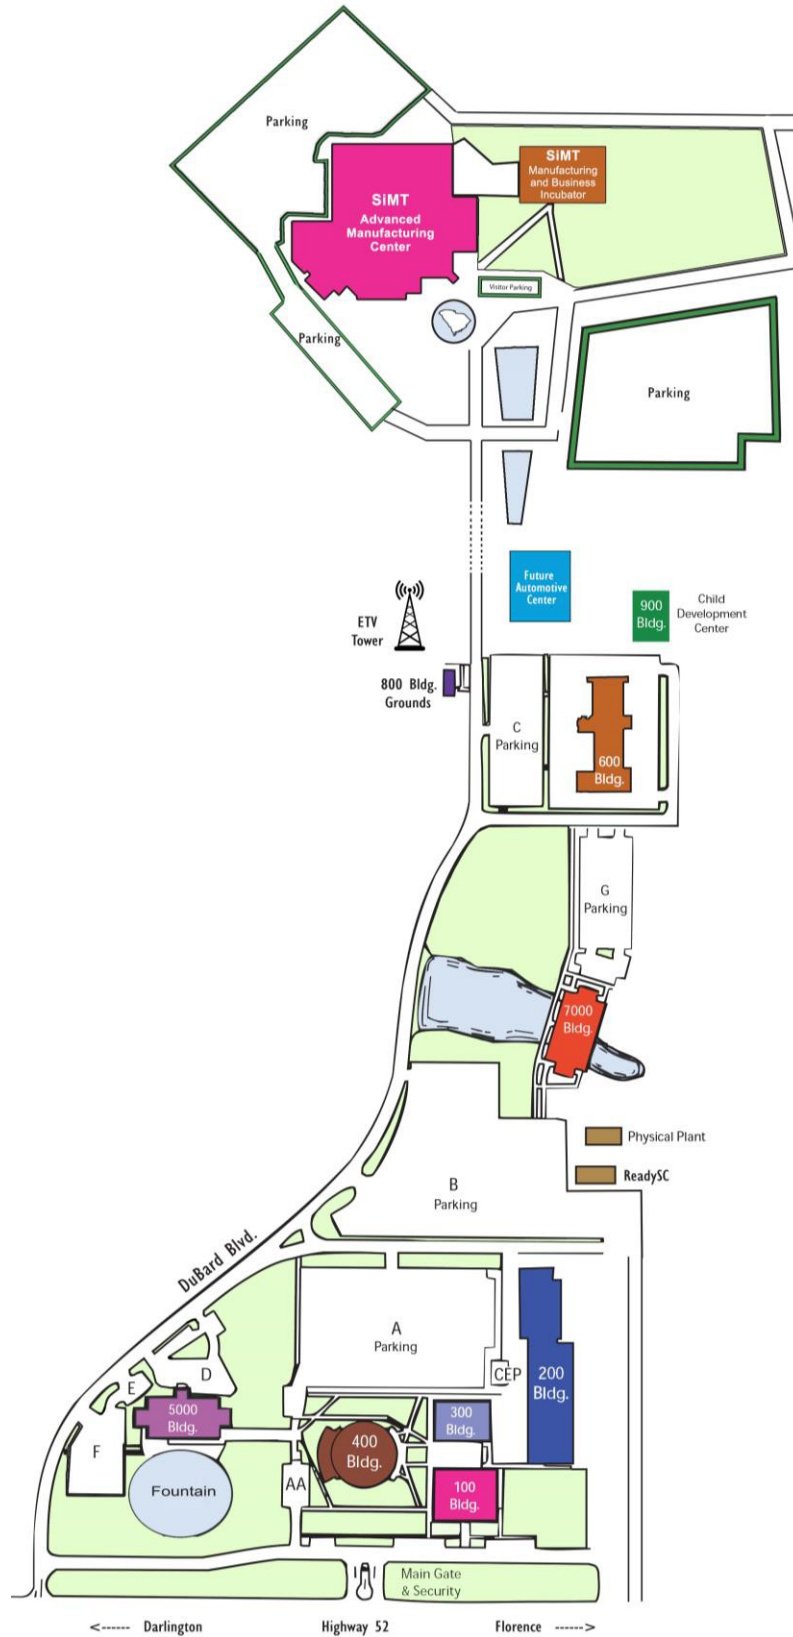 Parking
SiMT
Advanced
Manufacturing
Center
SiMT
Manufacturing
and Business
Incubator
Visitor Parking
Parking
Parking
Future
Automotive
Center
900
Bldg.
Child
Development
Center
ETV
Tower
800 Bldg.
Grounds
C
Parking
600
Bldg.
G
Parking
7000
Bldg.
Physical Plant
ReadySC
B
Parking
DuBard Blvd.
A
Parking
D
CEP
200
Bldg.
E
5000
Bldg.
300
Bldg.
F
400
Bldg.
Fountain
AA
100
Bldg.
Main Gate
& Security
<------ Darlington Highway 52 Florence ------>